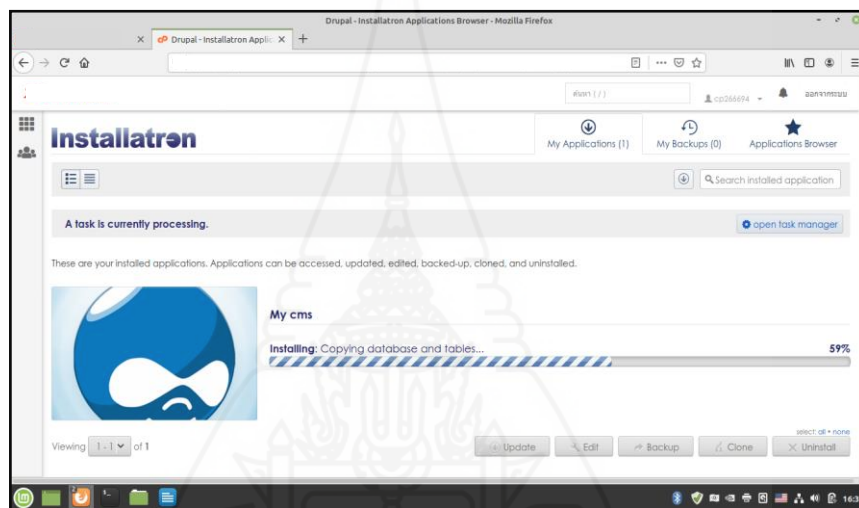 Drupal - Installatron Applications Browser - Mozilla Firefox
Drupal - Installatron Applic
ค้นหา ( / )
cp266694
ออกจากระบบ
Installatron
My Applications (1)
My Backups (0)
Applications Browser
Search installed application
A task is currently processing.
open task manager
These are your installed applications. Applications can be accessed, updated, edited, backed-up, cloned, and uninstalled.
My cms
Installing: Copying database and tables...
59%
select: all • none
Viewing 1 - 1 of 1
Update
Edit
Backup
Clone
Uninstall